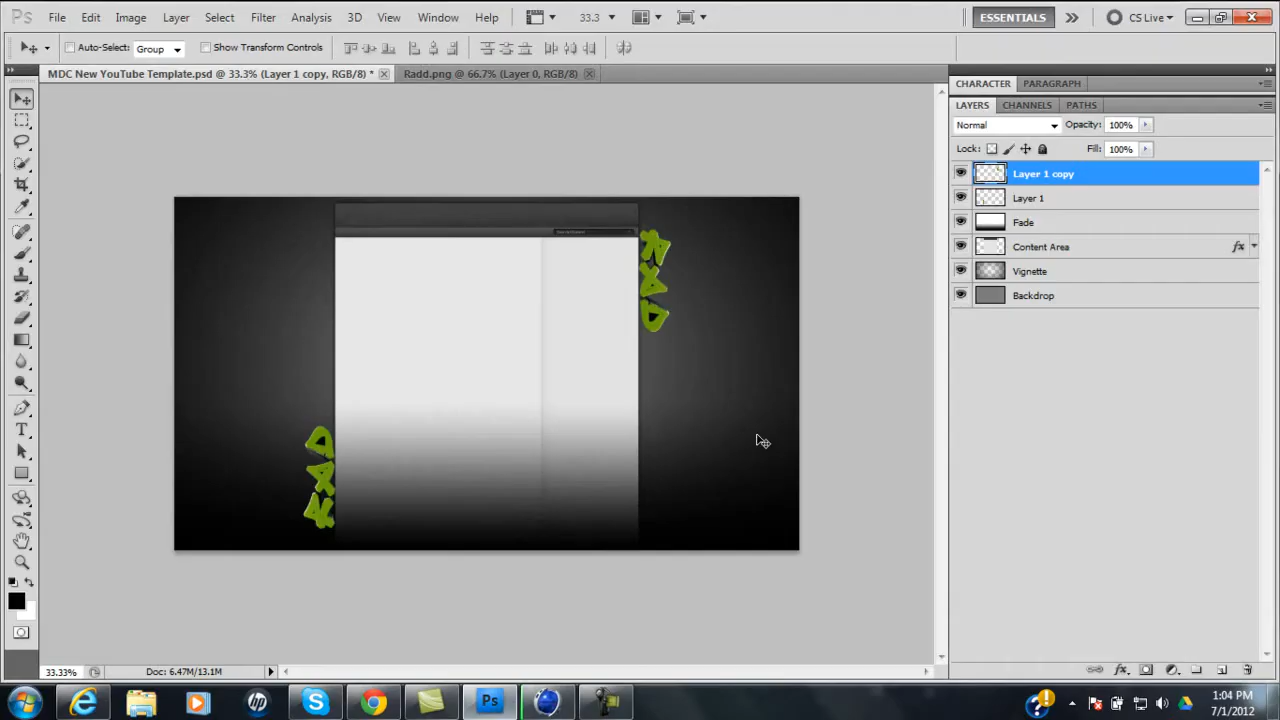 Ps File Edit Image Layer Select Filter Analysis 3D View Window Help 33.3 ESSENTIALS CS Live
Auto-Select: Group Show Transform Controls
MDC New YouTube Template.psd @ 33.3% (Layer 1 copy, RGB/8) * Radd.png @ 66.7% (Layer 0, RGB/8)
CHARACTER PARAGRAPH
LAYERS CHANNELS PATHS
Normal Opacity: 100%
Lock: Fill: 100%
Layer 1 copy
Layer 1
Fade
Content Area fx
Vignette
Backdrop
33.33% Doc: 6.47M/13.1M
1:04 PM
7/1/2012